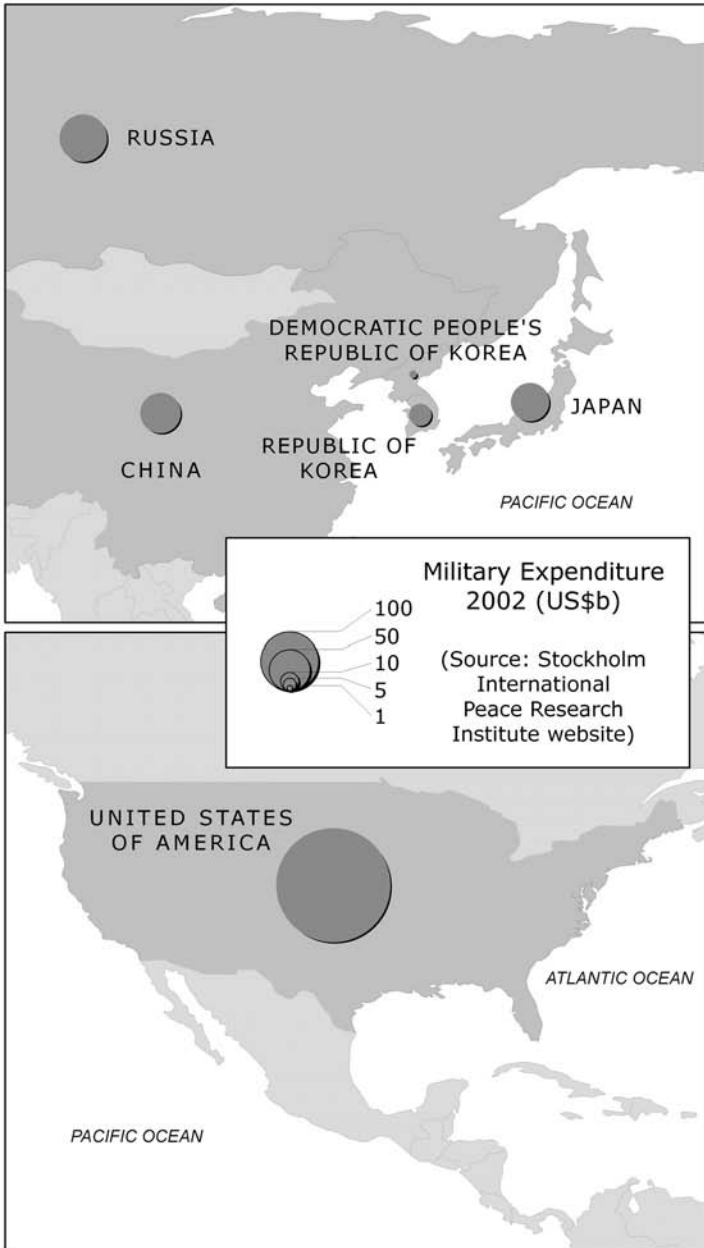 RUSSIA
DEMOCRATIC PEOPLE'S
REPUBLIC OF KOREA
JAPAN
REPUBLIC OF
KOREA
CHINA
PACIFIC OCEAN
Military Expenditure
2002 (US$b)
100
50
10
5
1
(Source: Stockholm
International
Peace Research
Institute website)
UNITED STATES
OF AMERICA
ATLANTIC OCEAN
PACIFIC OCEAN